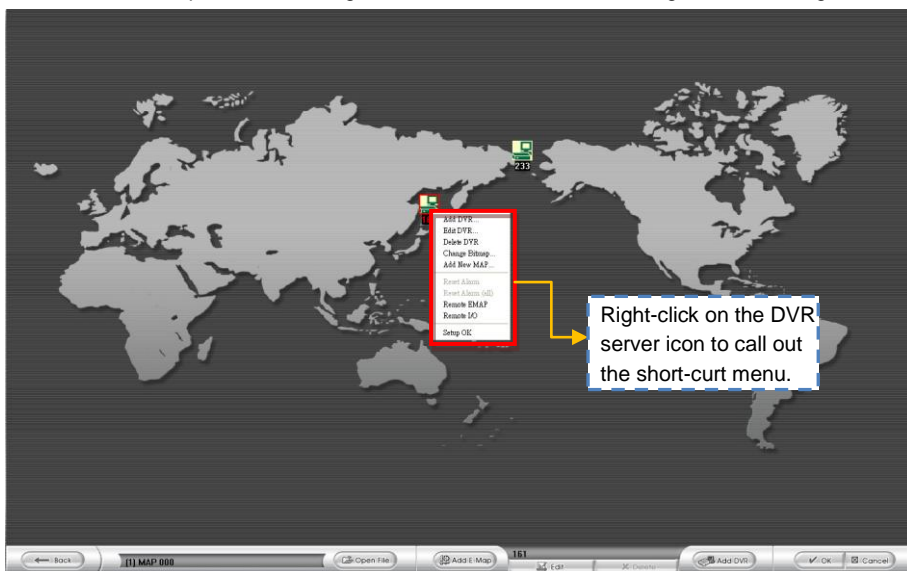 233
Add DVR...
Edit DVR...
Delete DVR
Change Bitmap...
Add New MAP...
Reset Alarm
Reset Alarm (all)
Remote EMAP
Remote I/O
Setup OK
Right-click on the DVR
server icon to call out
the short-curt menu.
Back
[1] MAP 000
Open File
Add E-Map
161
Edit
Delete
Add DVR
OK
Cancel